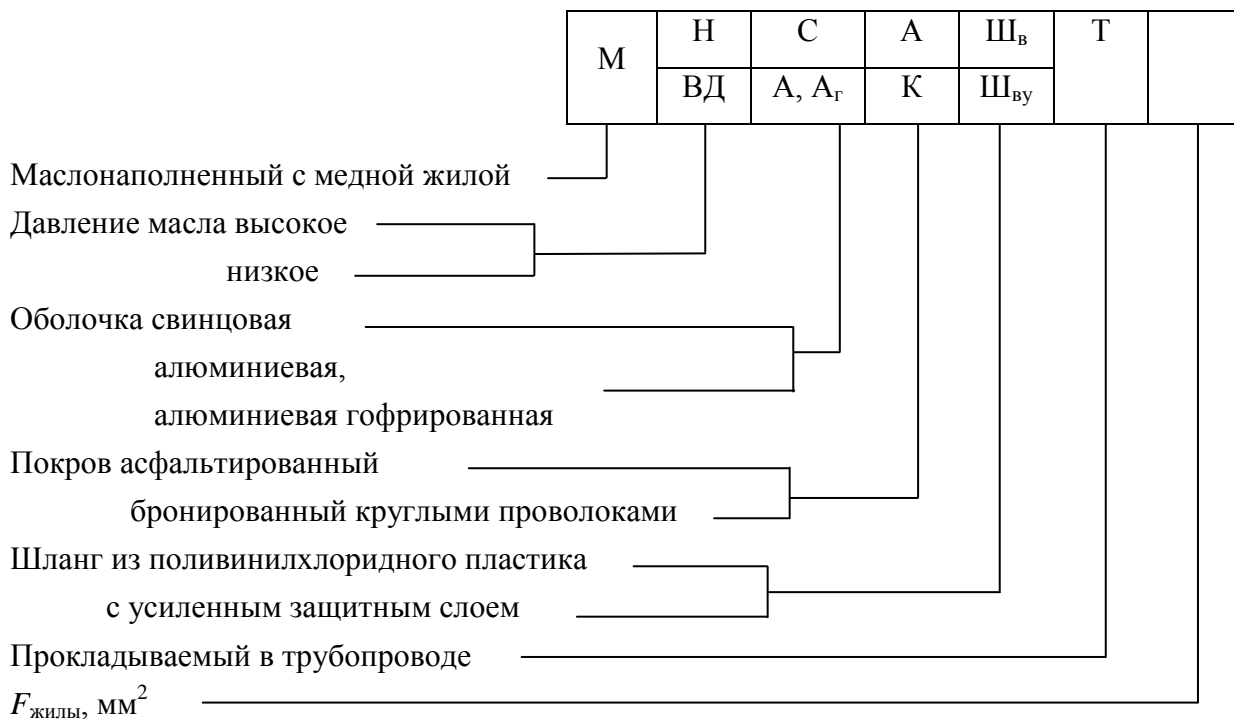 М Н С А Шв Т
ВД А, Аг К Шву
Маслонаполненный с медной жилой
Давление масла высокое
низкое
Оболочка свинцовая
алюминиевая,
алюминиевая гофрированная
Покров асфальтированный
бронированный круглыми проволоками
Шланг из поливинилхлоридного пластика
с усиленным защитным слоем
Прокладываемый в трубопроводе
Fжилы, мм²